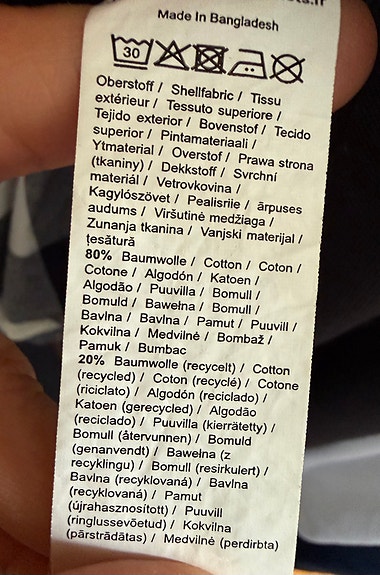 Made In Bangladesh
30
Oberstoff / Shellfabric / Tissu
extérieur / Tessuto superiore /
Tejido exterior / Bovenstof / Tecido
superior / Pintamateriaali /
Ytmaterial / Overstof / Prawa strona
(tkaniny) / Dekkstoff / Svrchní
materiál / Vetrovkovina /
Kagylószövet / Pealisriie / ārpuses
audums / Viršutinė medžiaga /
Zunanja tkanina / Vanjski materijal /
țesătură
80% Baumwolle / Cotton / Coton /
Cotone / Algodón / Katoen /
Algodão / Puuvilla / Bomull /
Bomuld / Bawełna / Bomull /
Bavlna / Bavlna / Pamut / Puuvill /
Kokvilna / Medvilnė / Bombaž /
Pamuk / Bumbac
20% Baumwolle (recycelt) / Cotton
(recycled) / Coton (recyclé) / Cotone
(riciclato) / Algodón (reciclado) /
Katoen (gerecycled) / Algodão
(reciclado) / Puuvilla (kierrätetty) /
Bomull (återvunnen) / Bomuld
(genanvendt) / Bawełna (z
recyklingu) / Bomull (resirkulert) /
Bavlna (recyklovaná) / Bavlna
(recyklovaná) / Pamut
(újrahasznosított) / Puuvill
(ringlussevõetud) / Kokvilna
(pārstrādātas) / Medvilnė (perdirbta)